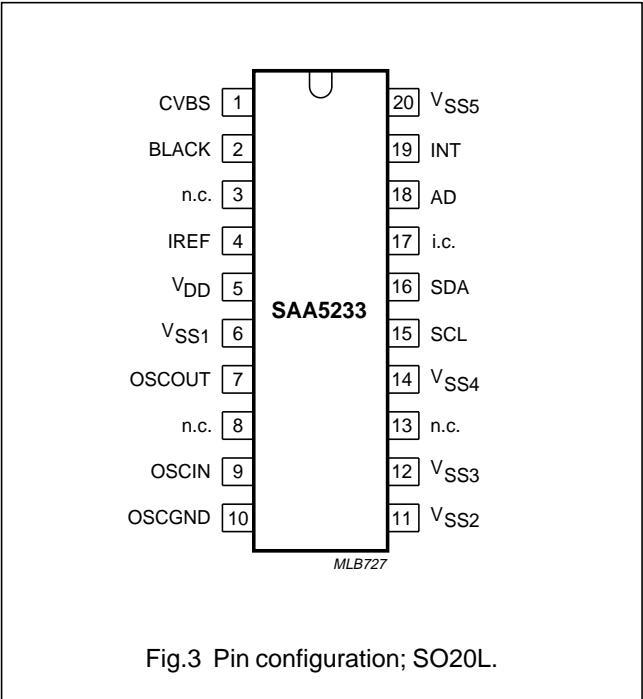 CVBS 1 20 VSS5
BLACK 2 19 INT
n.c. 3 18 AD
IREF 4 17 i.c.
VDD 5 16 SDA
SAA5233
VSS1 6 15 SCL
OSCOUT 7 14 VSS4
n.c. 8 13 n.c.
OSCIN 9 12 VSS3
OSCGND 10 11 VSS2
MLB727
Fig.3 Pin configuration; SO20L.